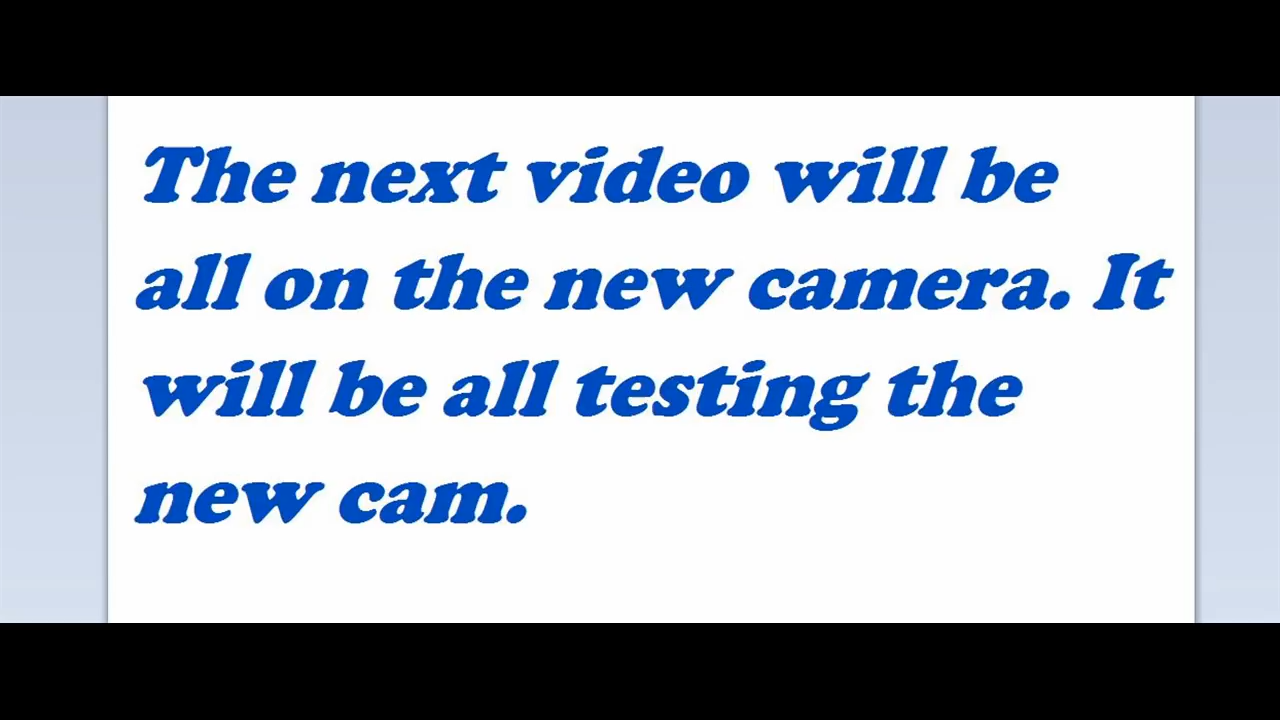 The next video will be
all on the new camera. It
will be all testing the
new cam.